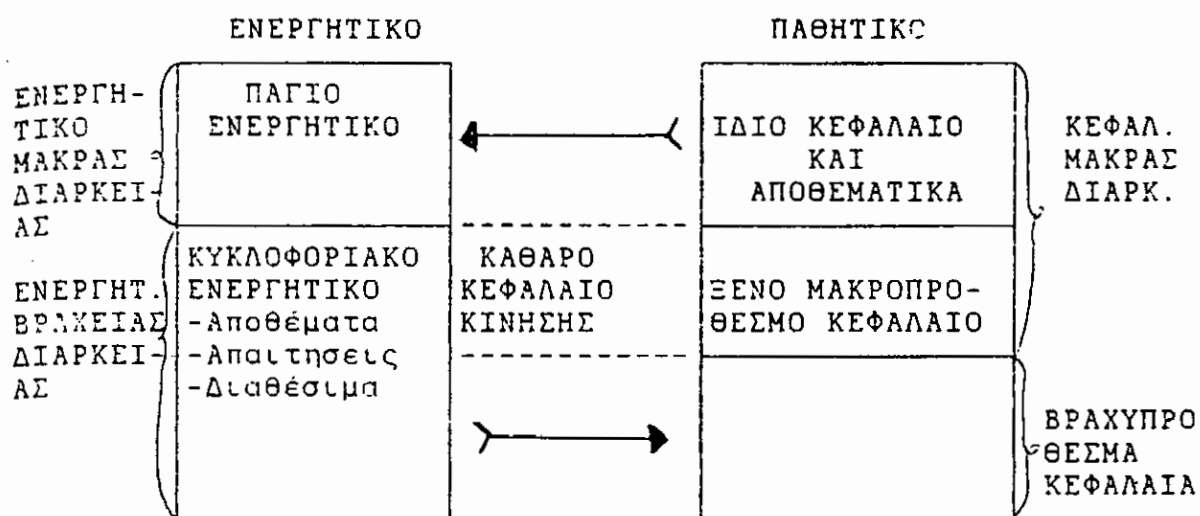 ΕΝΕΡΓΗΤΙΚΟ
ΠΑΘΗΤΙΚΟ
ΕΝΕΡΓΗ-
ΤΙΚΟ
ΜΑΚΡΑΣ
ΔΙΑΡΚΕΙ-
ΑΣ
ΠΑΓΙΟ
ΕΝΕΡΓΗΤΙΚΟ
ΙΔΙΟ ΚΕΦΑΛΑΙΟ
ΚΑΙ
ΑΠΟΘΕΜΑΤΙΚΑ
ΚΕΦΑΛ.
ΜΑΚΡΑΣ
ΔΙΑΡΚ.
ΕΝΕΡΓΗΤ.
ΒΡΑΧΕΙΑΣ
ΔΙΑΡΚΕΙ-
ΑΣ
ΚΥΚΛΟΦΟΡΙΑΚΟ
ΕΝΕΡΓΗΤΙΚΟ
-Αποθέματα
-Απαιτησεις
-Διαθέσιμα
ΚΑΘΑΡΟ
ΚΕΦΑΛΑΙΟ
ΚΙΝΗΣΗΣ
ΞΕΝΟ ΜΑΚΡΟΠΡΟ-
ΘΕΣΜΟ ΚΕΦΑΛΑΙΟ
ΒΡΑΧΥΠΡΟ
ΘΕΣΜΑ
ΚΕΦΑΛΑΙΑ